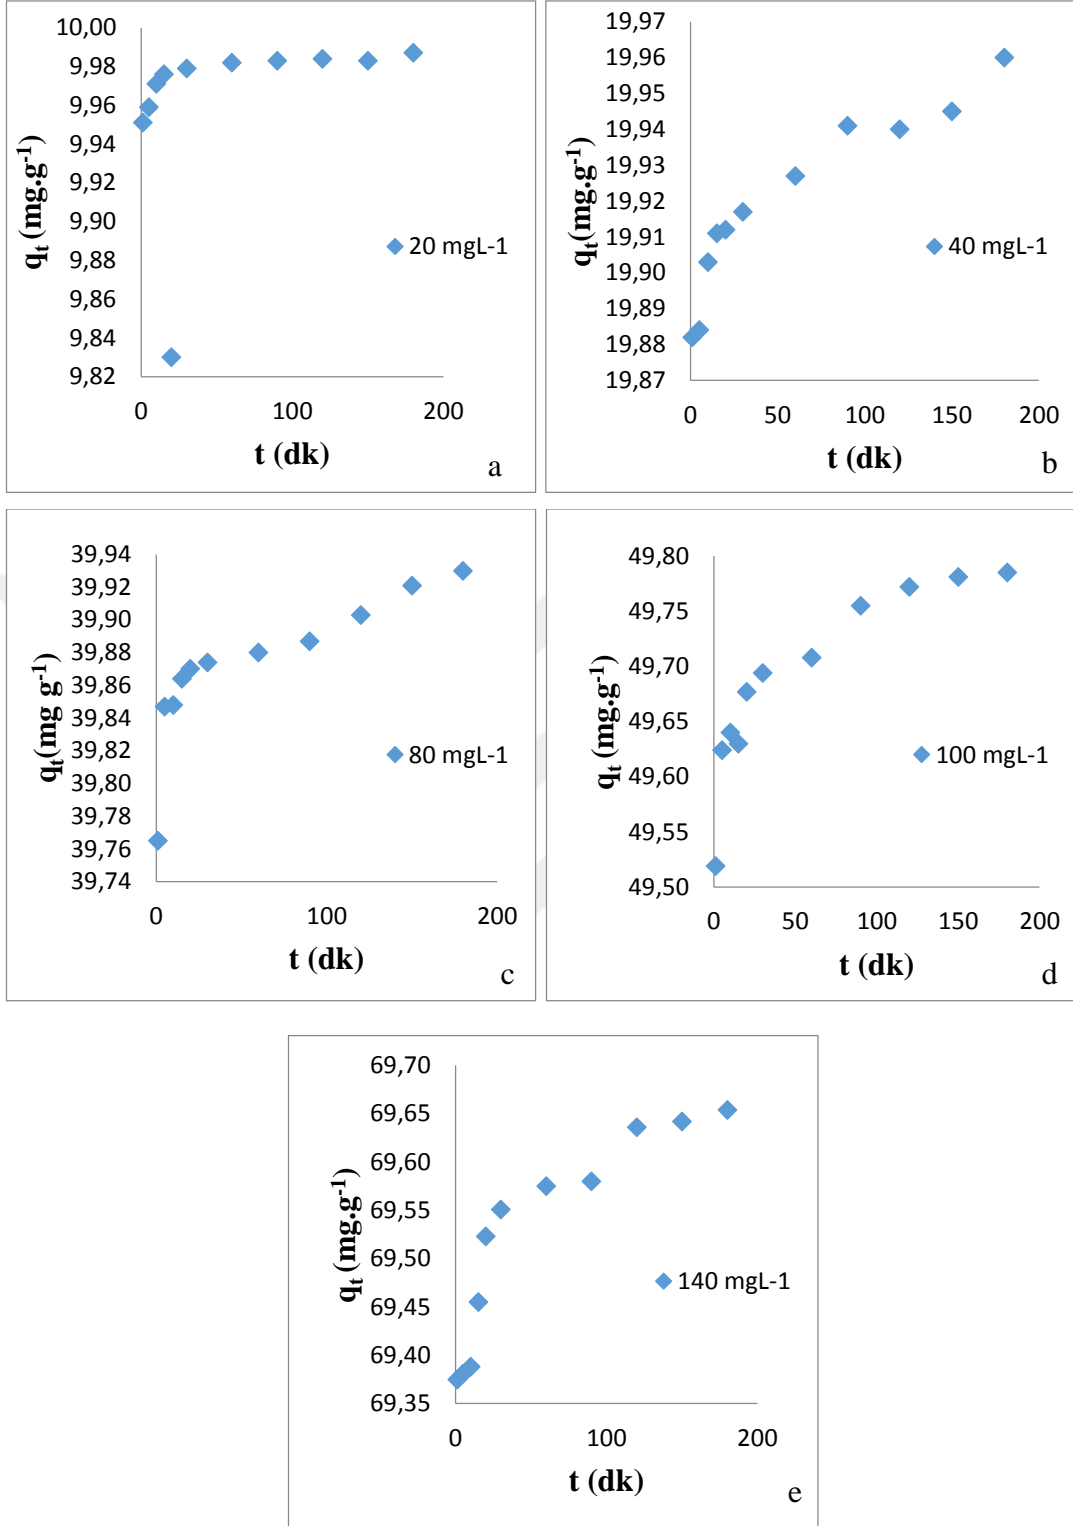 10,00
9,98
9,96
9,94
9,92
9,90
9,88
9,86
9,84
9,82
qt (mg.g-1)
20 mgL-1
0 100 200
t (dk)
a
19,97
19,96
19,95
19,94
19,93
19,92
19,91
19,90
19,89
19,88
19,87
qt(mg.g-1)
40 mgL-1
0 50 100 150 200
t (dk)
b
39,94
39,92
39,90
39,88
39,86
39,84
39,82
39,80
39,78
39,76
39,74
qt(mg g-1)
80 mgL-1
0 100 200
t (dk)
c
49,80
49,75
49,70
49,65
49,60
49,55
49,50
qt (mg.g-1)
100 mgL-1
0 50 100 150 200
t (dk)
d
69,70
69,65
69,60
69,55
69,50
69,45
69,40
69,35
qt (mg.g-1)
140 mgL-1
0 100 200
t (dk)
e